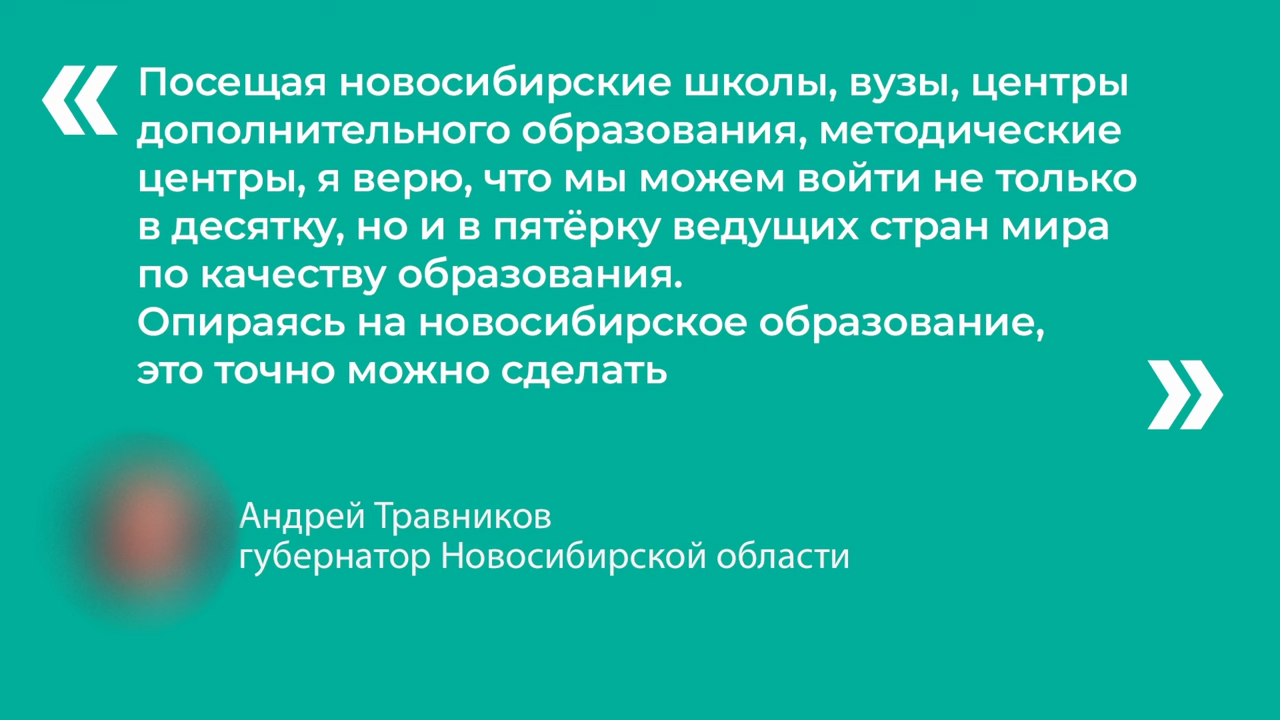 « Посещая новосибирские школы, вузы, центры
дополнительного образования, методические
центры, я верю, что мы можем войти не только
в десятку, но и в пятёрку ведущих стран мира
по качеству образования.
Опираясь на новосибирское образование,
это точно можно сделать »
Андрей Травников
губернатор Новосибирской области